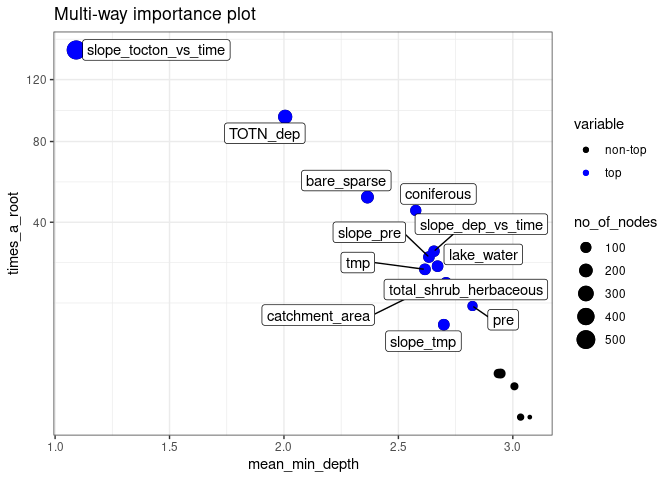 Multi-way importance plot
slope_tocton_vs_time
TOTN_dep
bare_sparse
coniferous
slope_dep_vs_time
slope_pre
lake_water
tmp
total_shrub_herbaceous
catchment_area
pre
slope_tmp
120
80
40
times_a_root
1.0 1.5 2.0 2.5 3.0
mean_min_depth
variable
non-top
top
no_of_nodes
100
200
300
400
500